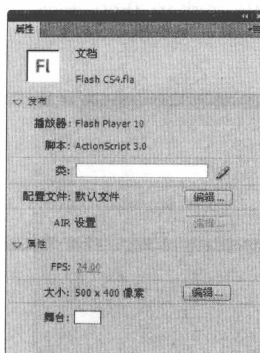 属性
Fl
文档
Flash CS4.fla
发布
播放器: Flash Player 10
脚本: ActionScript 3.0
类:
配置文件: 默认文件
编辑...
AIR 设置
编辑...
属性
FPS: 24.00
大小: 500 x 400 像素
编辑...
舞台: